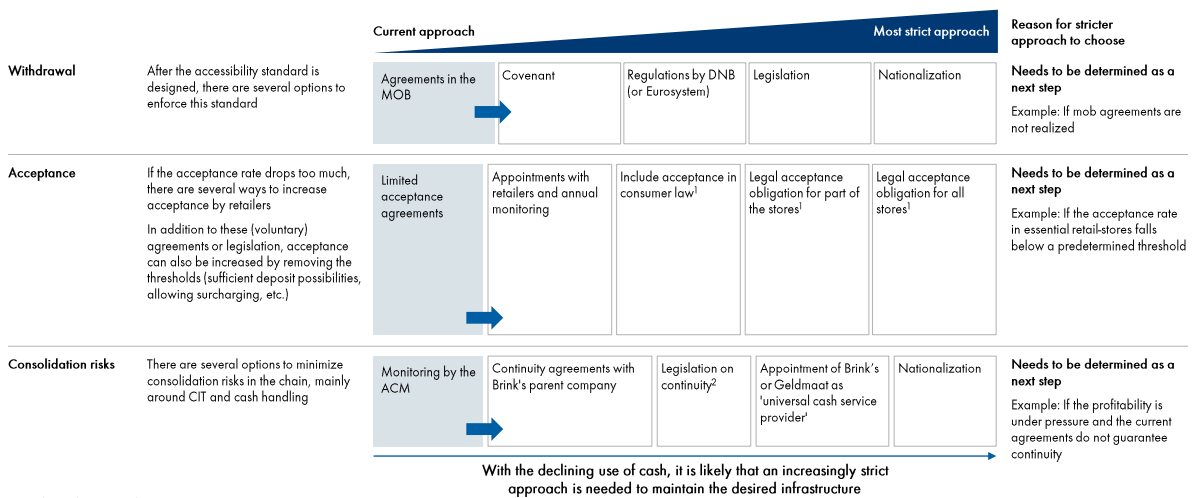 Current approach
Most strict approach
Reason for stricter
approach to choose
Withdrawal
After the accessibility standard is
designed, there are several options to
enforce this standard
Agreements in the
MOB
Covenant
Regulations by DNB
(or Eurosystem)
Legislation
Nationalization
Needs to be determined as a
next step
Example: If mob agreements are
not realized
Acceptance
If the acceptance rate drops too much,
there are several ways to increase
acceptance by retailers
In addition to these (voluntary)
agreements or legislation, acceptance
can also be increased by removing the
thresholds (sufficient deposit possibilities,
allowing surcharging, etc.)
Limited
acceptance
agreements
Appointments with
retailers and annual
monitoring
Include acceptance in
consumer law¹
Legal acceptance
obligation for part of
the stores¹
Legal acceptance
obligation for all
stores¹
Needs to be determined as a
next step
Example: If the acceptance rate
in essential retail-stores falls
below a predetermined threshold
Consolidation risks
There are several options to minimize
consolidation risks in the chain, mainly
around CIT and cash handling
Monitoring by the
ACM
Continuity agreements with
Brink's parent company
Legislation on
continuity²
Appointment of Brink's
or Geldmaat as
'universal cash service
provider'
Nationalization
Needs to be determined as a
next step
Example: If the profitability is
under pressure and the current
agreements do not guarantee
continuity
With the declining use of cash, it is likely that an increasingly strict
approach is needed to maintain the desired infrastructure